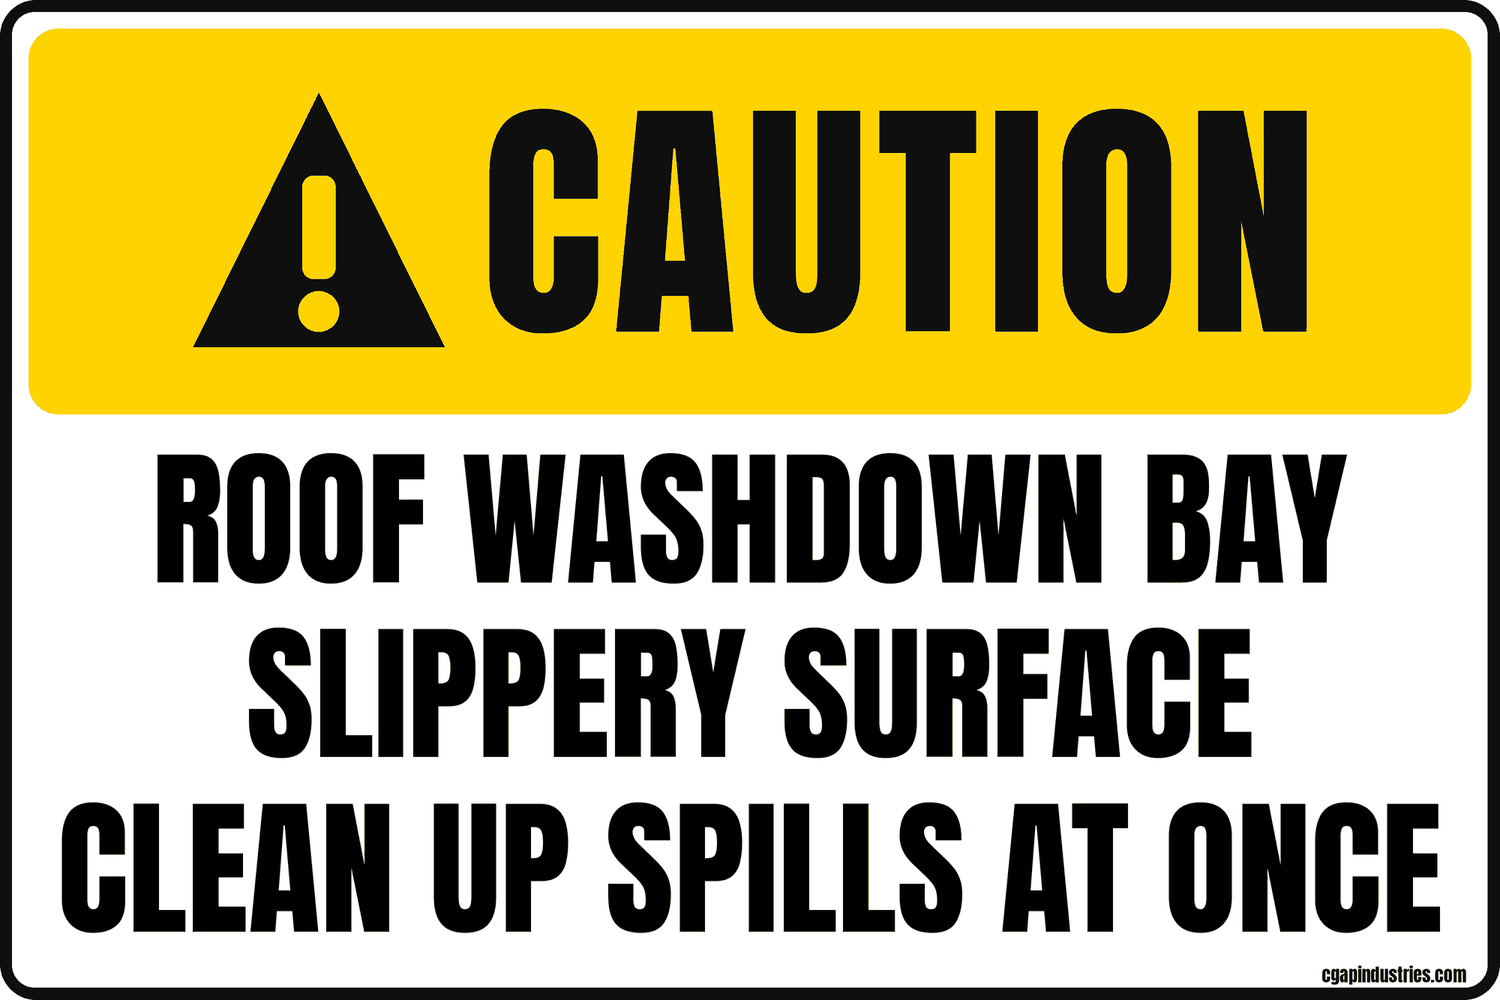 CAUTION
ROOF WASHDOWN BAY
SLIPPERY SURFACE
CLEAN UP SPILLS AT ONCE
cgapindustries.com